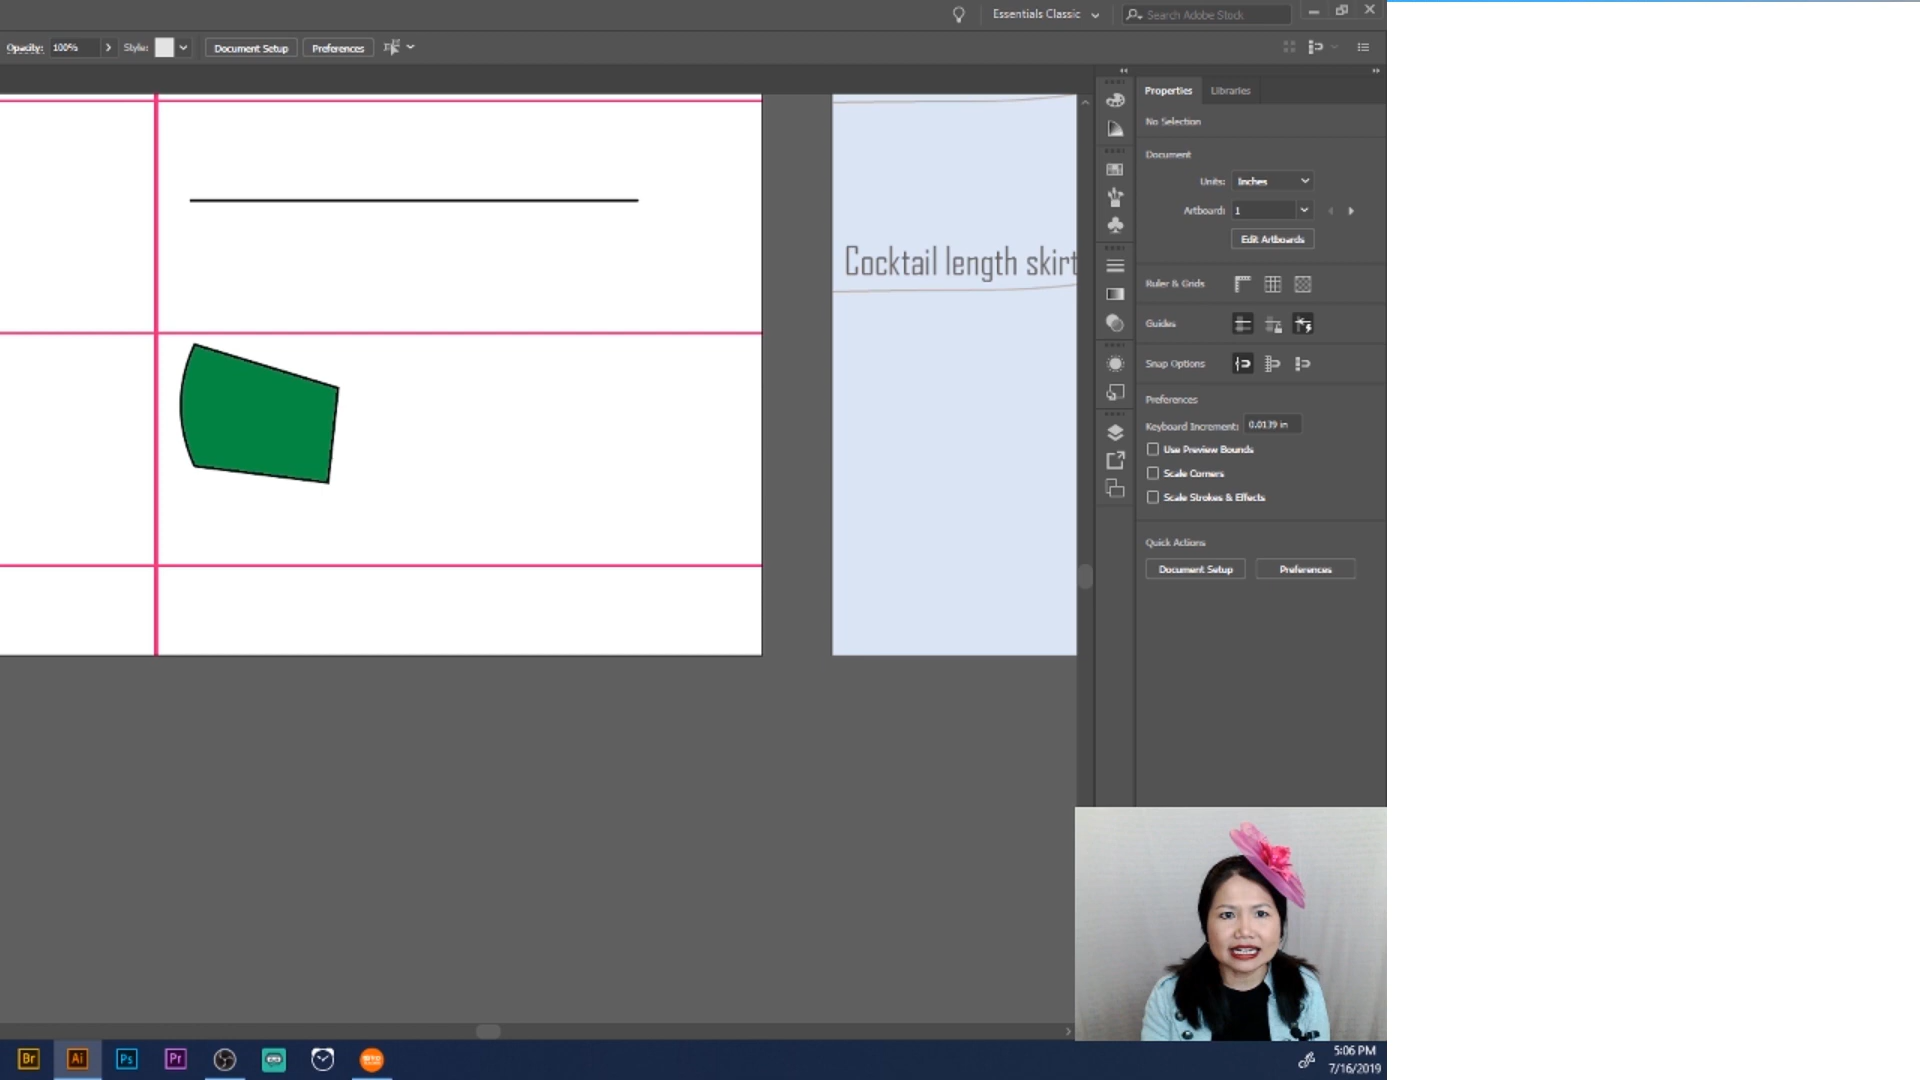 Essentials Classic
Search Adobe Stock
Opacity: 100% Style: Document Setup Preferences
Properties Libraries
No Selection
Document
Units: Inches
Artboard: 1
Edit Artboards
Cocktail length skirt
Ruler & Grids
Guides
Snap Options
Preferences
Keyboard Increment: 0.0139 in
Use Preview Bounds
Scale Corners
Scale Strokes & Effects
Quick Actions
Document Setup Preferences
Br Ai Ps Pr
5:06 PM
7/16/2019